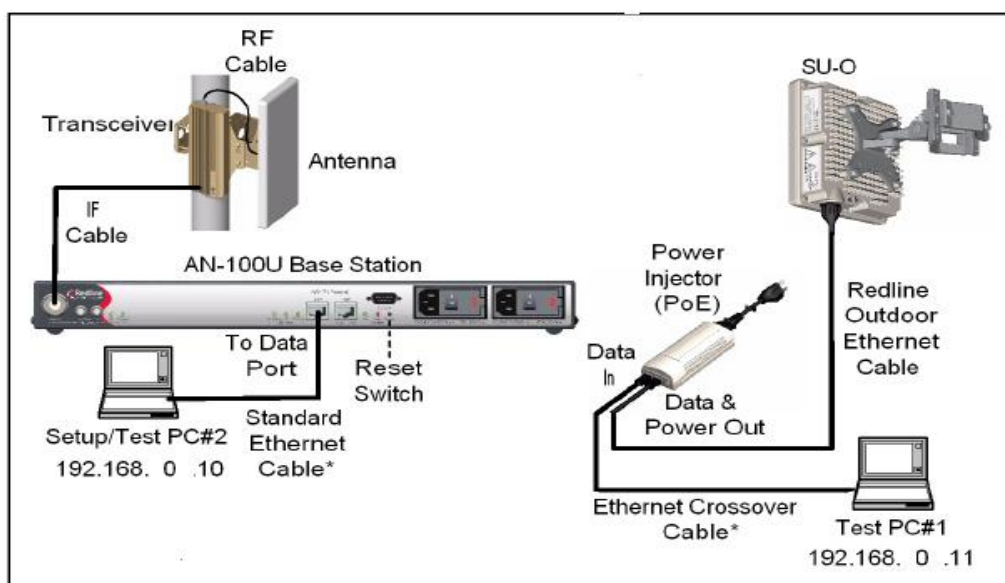 RF
Cable
Transceiver
Antenna
IF
Cable
AN-100U Base Station
Redline
To Data
Port
Reset
Switch
Standard
Ethernet
Cable*
Setup/Test PC#2
192.168. 0 .10
SU-O
Power
Injector
(PoE)
Redline
Outdoor
Ethernet
Cable
Data
In
Data &
Power Out
Ethernet Crossover
Cable*
Test PC#1
192.168. 0 .11